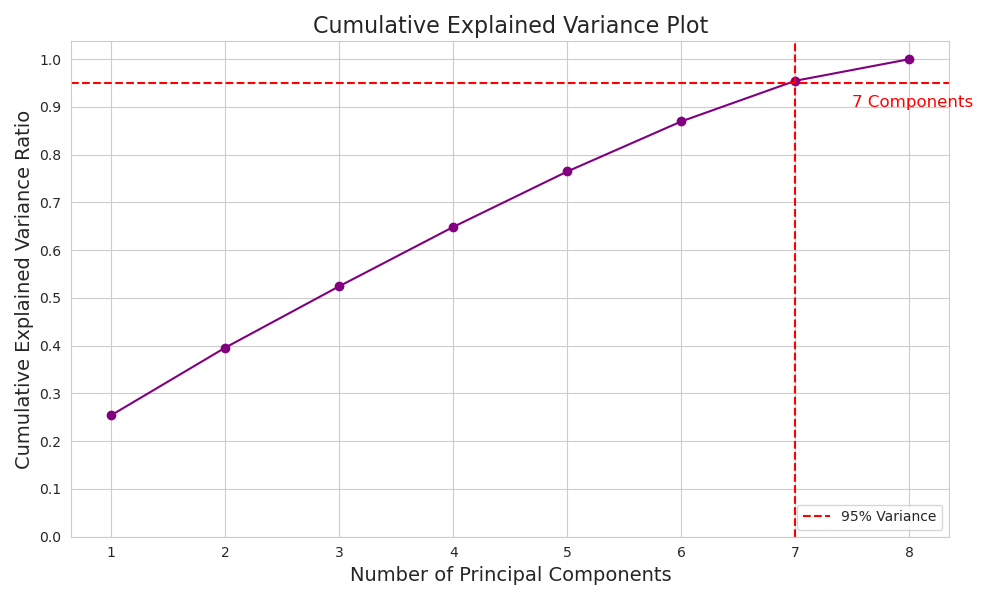 Cumulative Explained Variance Plot
Cumulative Explained Variance Ratio
1.0
0.9
0.8
0.7
0.6
0.5
0.4
0.3
0.2
0.1
0.0
7 Components
95% Variance
1 2 3 4 5 6 7 8
Number of Principal Components